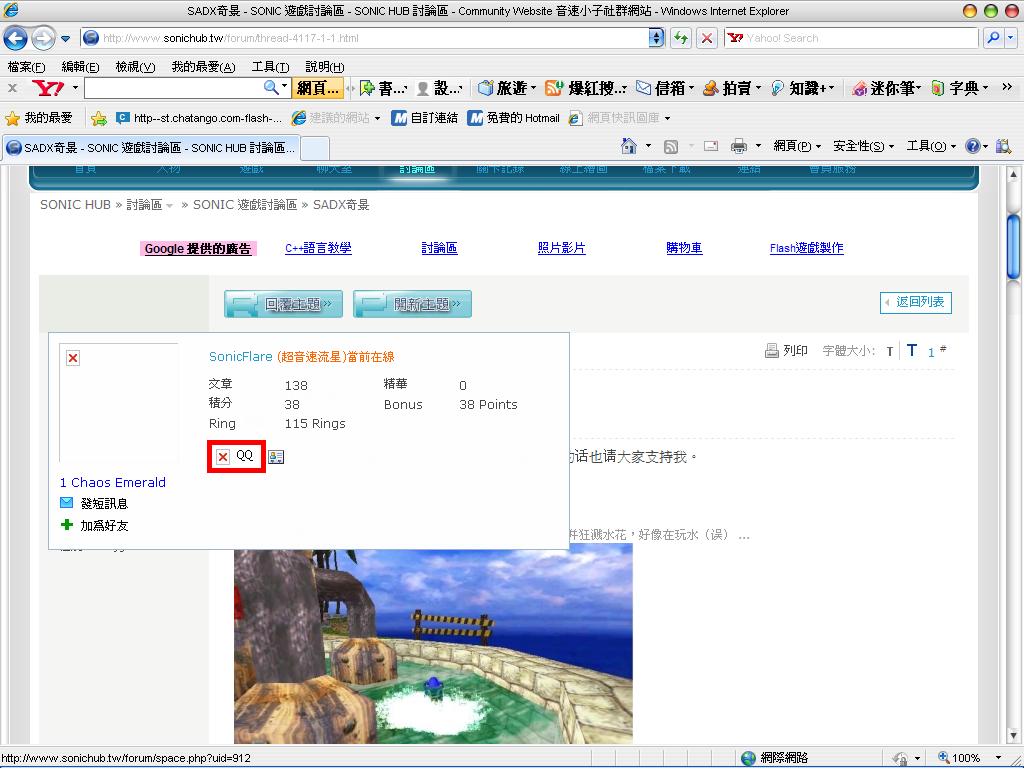 SADX奇景 - SONIC 遊戲討論區 - SONIC HUB 討論區 - Community Website 音速小子社群網站 - Windows Internet Explorer
http://www.sonichub.tw/forum/thread-4117-1-1.html
Yahoo! Search
檔案(F) 編輯(E) 檢視(V) 我的最愛(A) 工具(T) 說明(H)
× Y! 網頁... 書... 設... 旅遊 爆紅搜... 信箱 拍賣 知識+ 迷你筆 字典 »
我的最愛 http--st.chatango.com-flash-... 建議的網站 自訂連結 免費的 Hotmail 網頁快訊圖庫
SADX奇景 - SONIC 遊戲討論區 - SONIC HUB 討論區... 網頁(P) 安全性(S) 工具(O)
首頁 人物 遊戲 聊天室 討論區 關卡記錄 線上繪圖 檔案下載 連結 會員服務
SONIC HUB » 討論區 » SONIC 遊戲討論區 » SADX奇景
Google 提供的廣告 C++語言教學 討論區 照片影片 購物車 Flash遊戲製作
回覆主題» 開新主題» 返回列表
列印 字體大小: T T 1 #
SonicFlare (超音速流星)當前在線
文章 138 精華 0
積分 38 Bonus 38 Points
Ring 115 Rings
QQ
话也请大家支持我。
1 Chaos Emerald
發短訊息
加爲好友
并狂溅水花，好像在玩水（误） ...
http://www.sonichub.tw/forum/space.php?uid=912 網際網路 100%